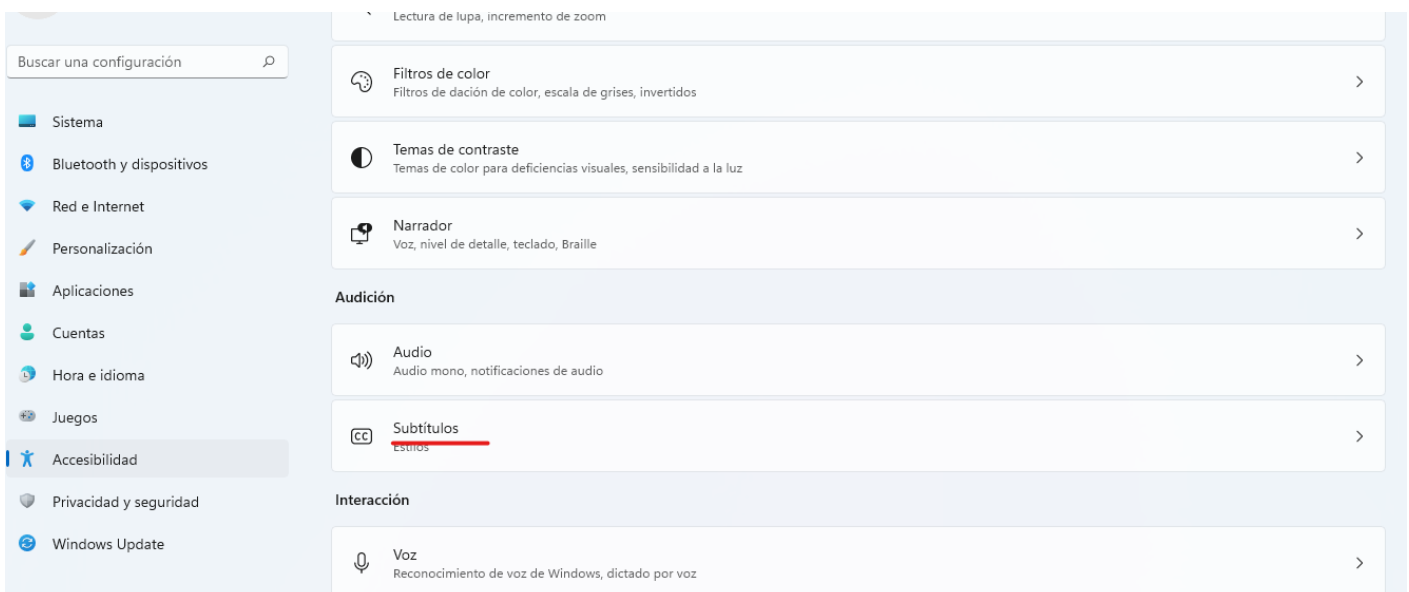 Lectura de lupa, incremento de zoom
Buscar una configuración
Sistema
Bluetooth y dispositivos
Red e Internet
Personalización
Aplicaciones
Cuentas
Hora e idioma
Juegos
Accesibilidad
Privacidad y seguridad
Windows Update
Filtros de color
Filtros de dación de color, escala de grises, invertidos
Temas de contraste
Temas de color para deficiencias visuales, sensibilidad a la luz
Narrador
Voz, nivel de detalle, teclado, Braille
Audición
Audio
Audio mono, notificaciones de audio
CC
Subtítulos
Estilos
Interacción
Voz
Reconocimiento de voz de Windows, dictado por voz